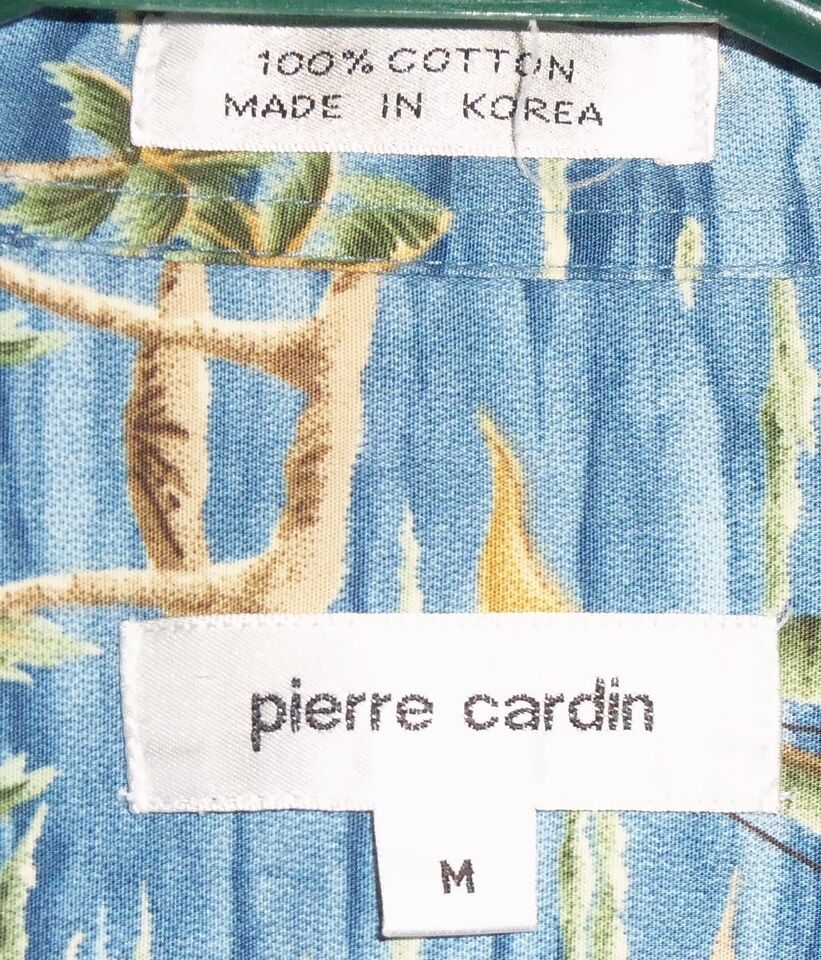 100% COTTON
MADE IN KOREA
pierre cardin
M